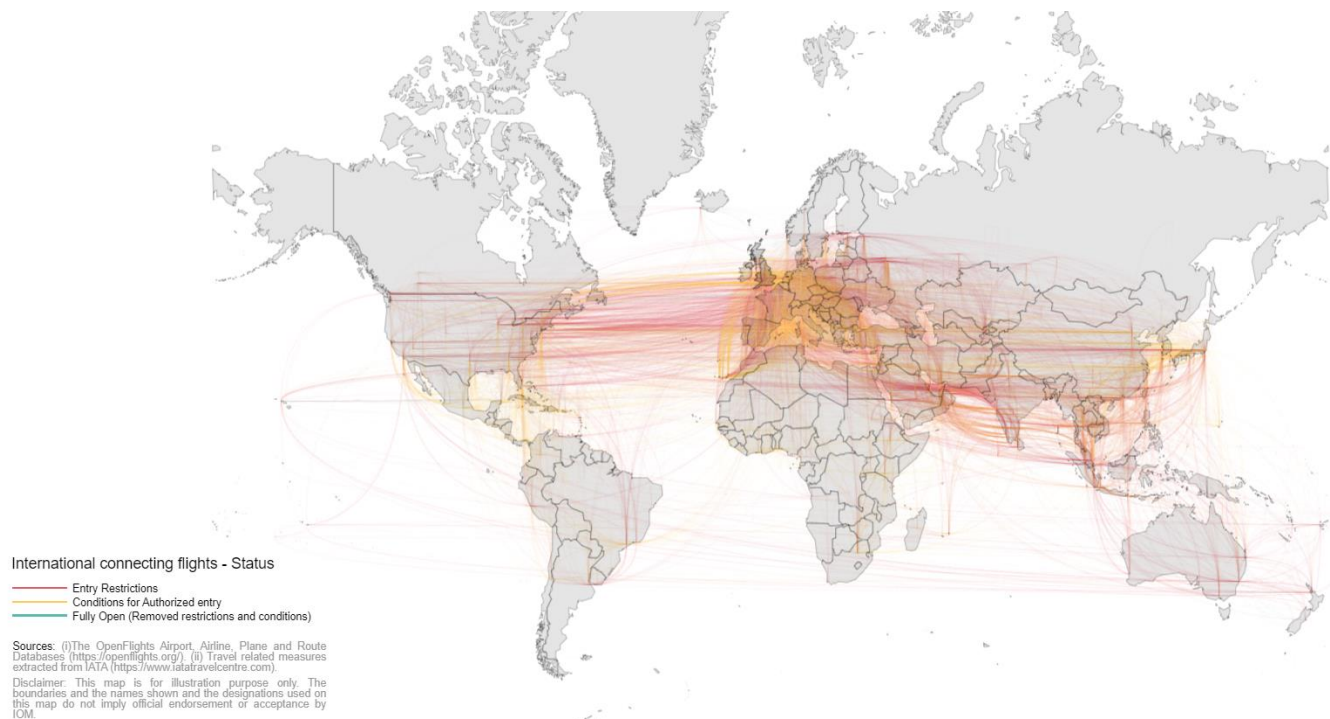 International connecting flights - Status
Entry Restrictions
Conditions for Authorized entry
Fully Open (Removed restrictions and conditions)
Sources: (i)The OpenFlights Airport, Airline, Plane and Route
Databases (https://openflights.org/). (ii) Travel related measures
extracted from IATA (https://www.iatatravelcentre.com).
Disclaimer: This map is for illustration purpose only. The
boundaries and the names shown and the designations used on
this map do not imply official endorsement or acceptance by
IOM.